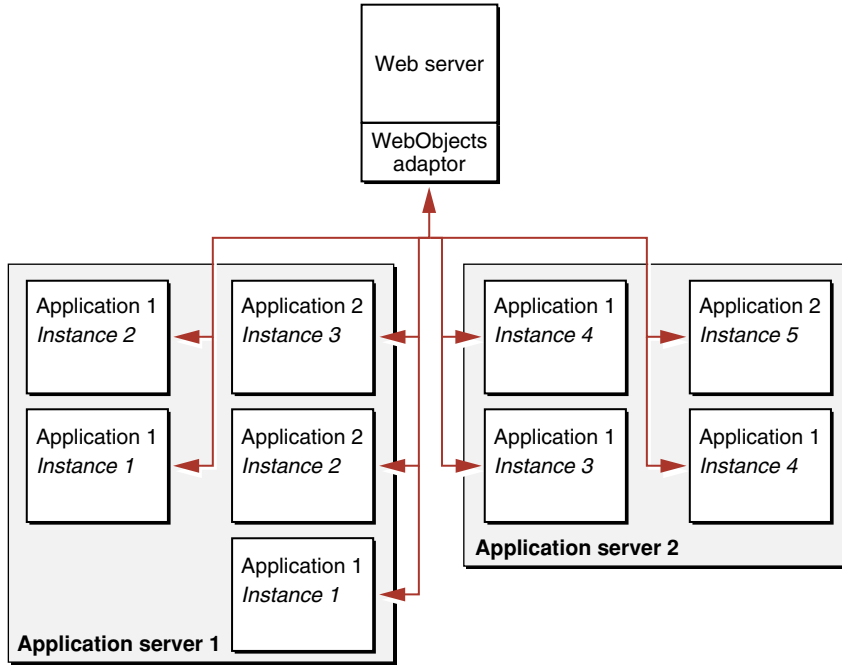 Web server
WebObjects
adaptor
Application 1
Instance 2
Application 2
Instance 3
Application 1
Instance 1
Application 2
Instance 2
Application 1
Instance 1
Application server 1
Application 1
Instance 4
Application 2
Instance 5
Application 1
Instance 3
Application 1
Instance 4
Application server 2